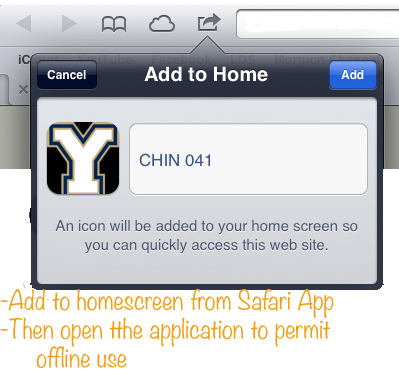 Cancel
Add to Home
Add
Y
CHIN 041
An icon will be added to your home screen so
you can quickly access this web site.
-Add to homescreen from Safari App
-Then open tthe application to permit
offline use